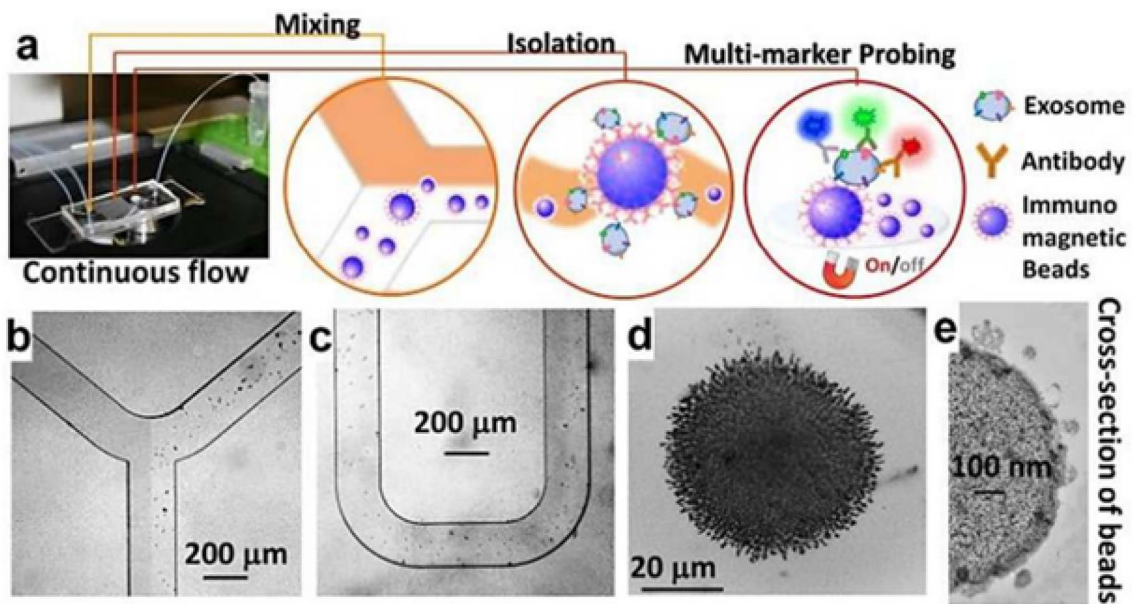 a
Mixing
Isolation
Multi-marker Probing
Continuous flow
On/off
Exosome
Antibody
Immuno
magnetic
Beads
b
200 µm
c
200 µm
d
20 µm
e
100 nm
Cross-section of beads